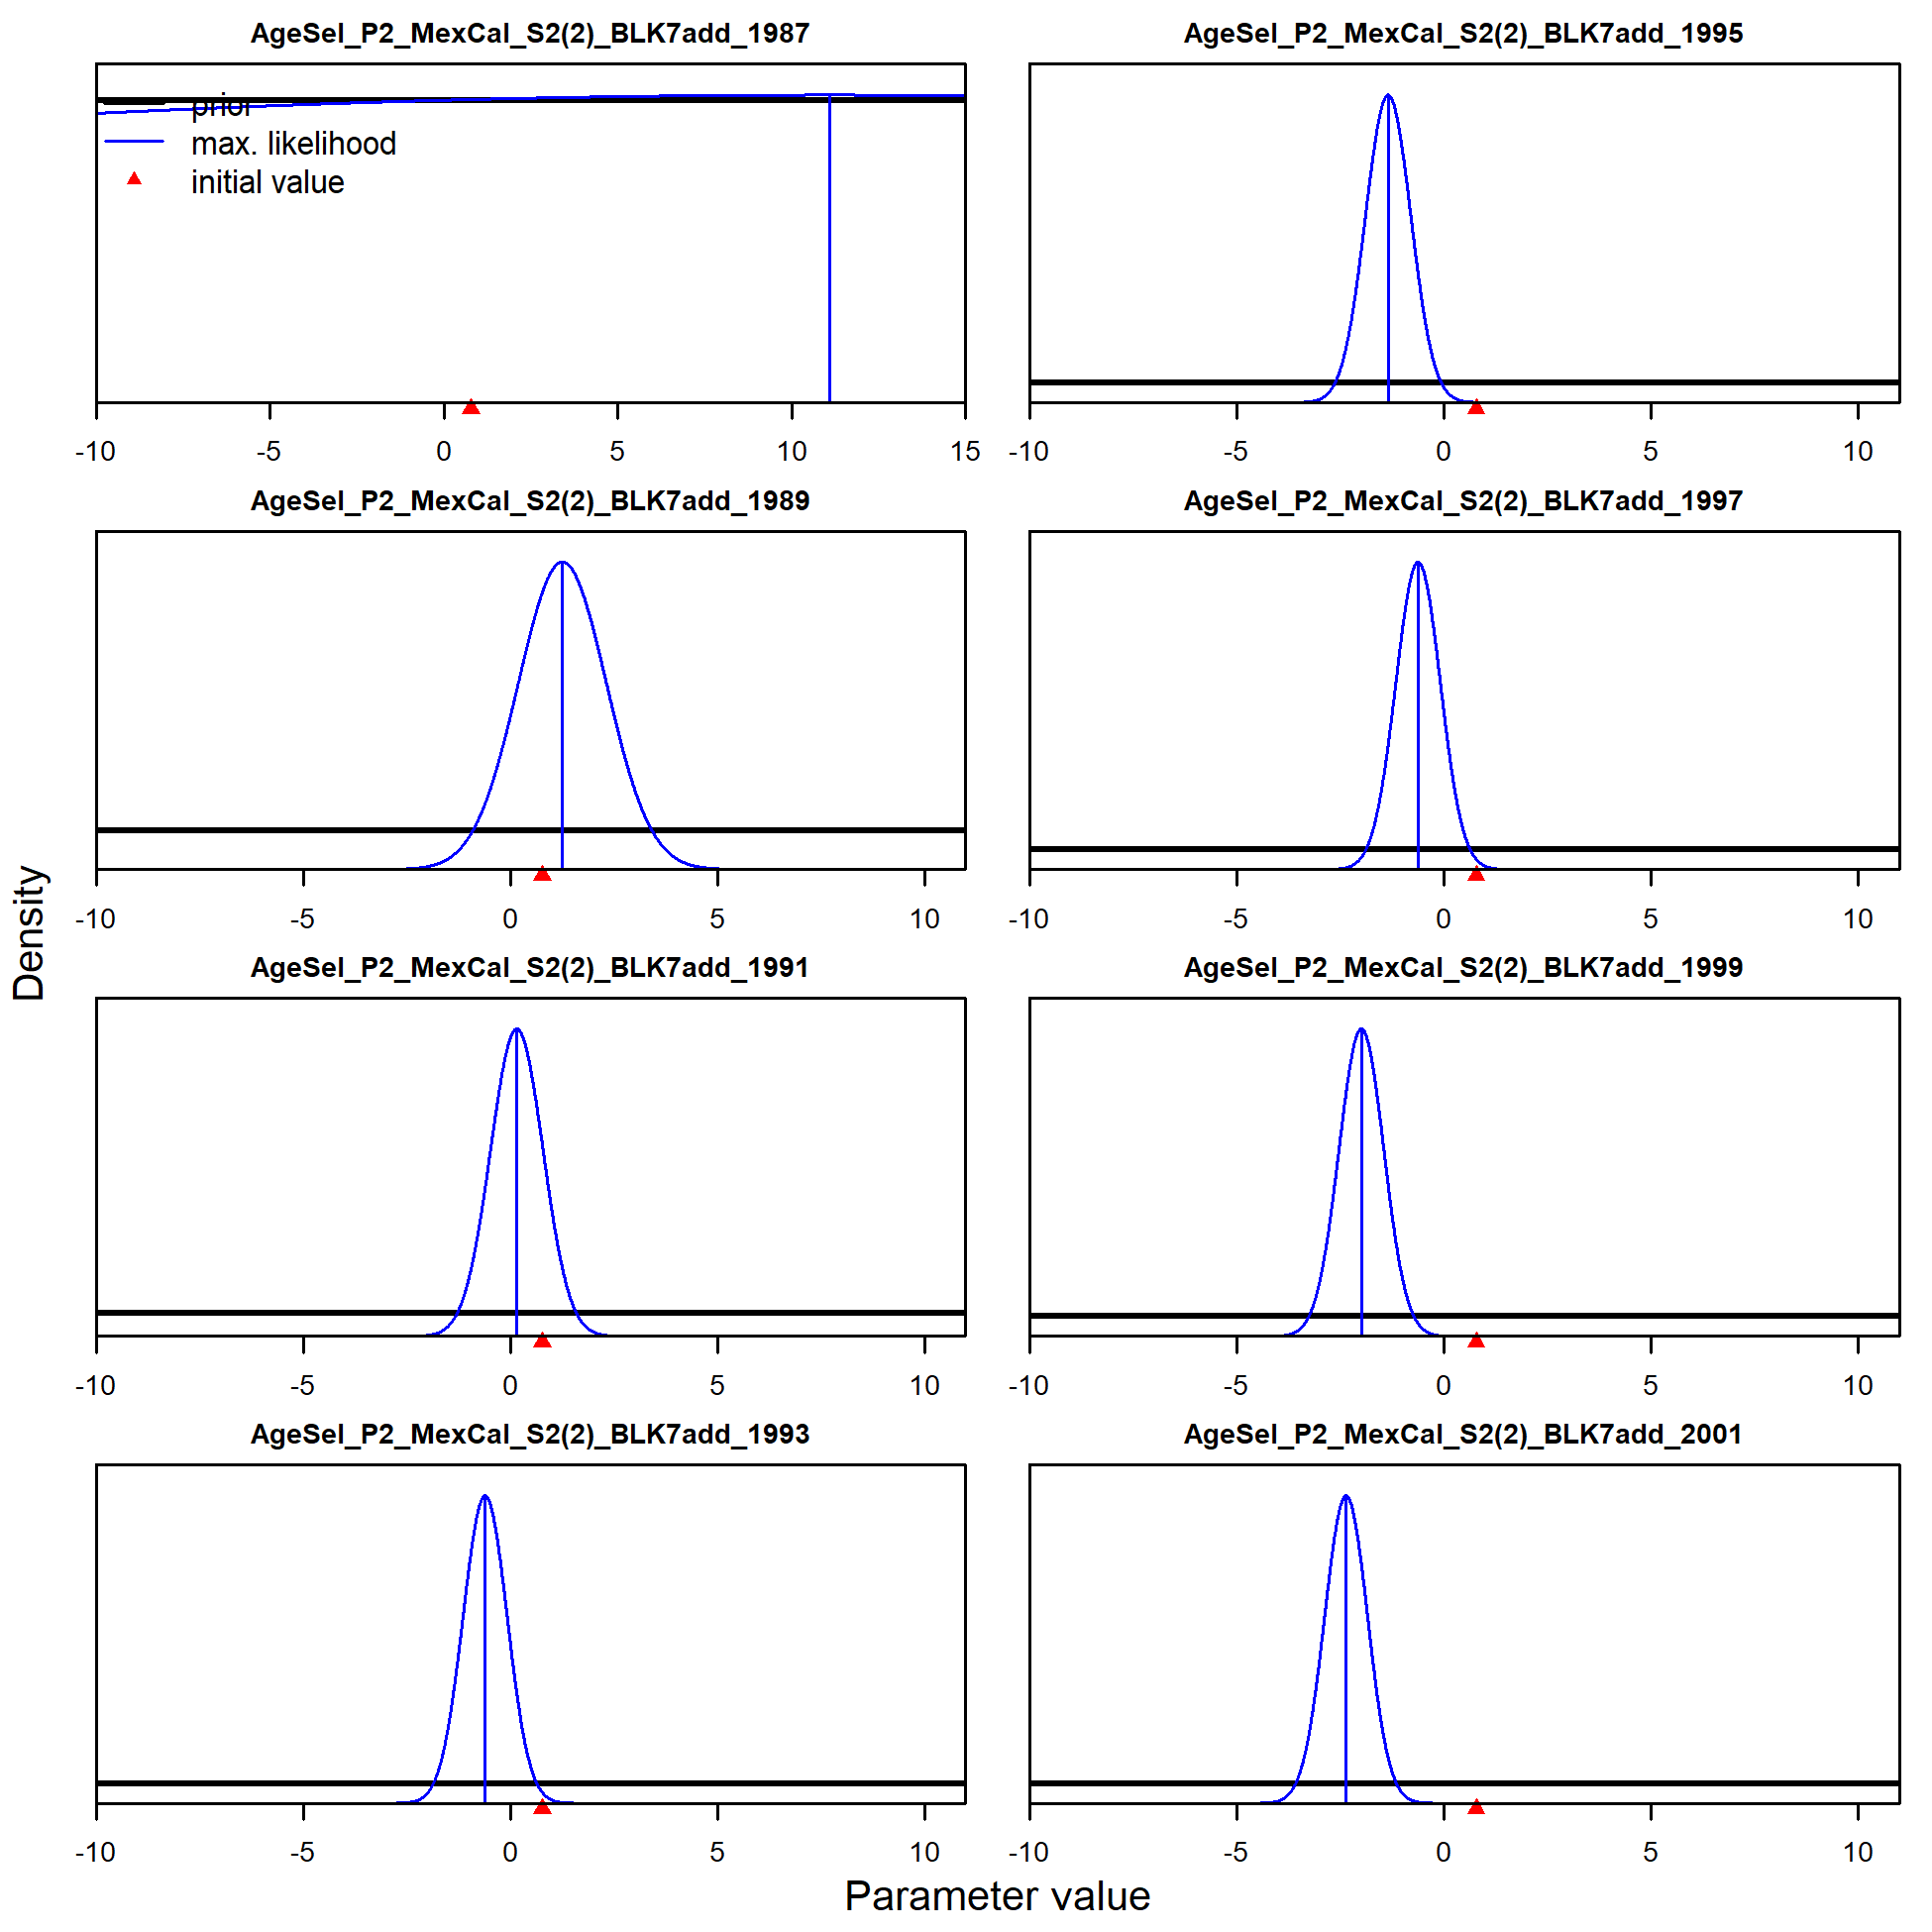 AgeSel_P2_MexCal_S2(2)_BLK7add_1987
prior
max. likelihood
initial value
-10 -5 0 5 10 15
AgeSel_P2_MexCal_S2(2)_BLK7add_1995
-10 -5 0 5 10
AgeSel_P2_MexCal_S2(2)_BLK7add_1989
-10 -5 0 5 10
AgeSel_P2_MexCal_S2(2)_BLK7add_1997
-10 -5 0 5 10
AgeSel_P2_MexCal_S2(2)_BLK7add_1991
-10 -5 0 5 10
AgeSel_P2_MexCal_S2(2)_BLK7add_1999
-10 -5 0 5 10
AgeSel_P2_MexCal_S2(2)_BLK7add_1993
-10 -5 0 5 10
AgeSel_P2_MexCal_S2(2)_BLK7add_2001
-10 -5 0 5 10
Density
Parameter value